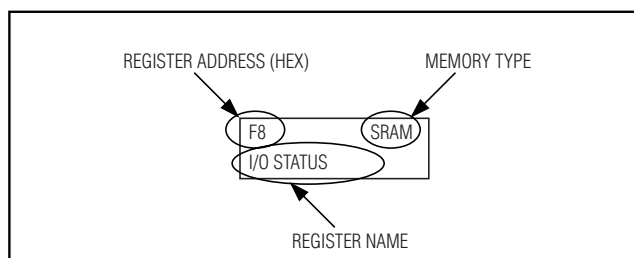 REGISTER ADDRESS (HEX) MEMORY TYPE
F8 SRAM
I/O STATUS
REGISTER NAME